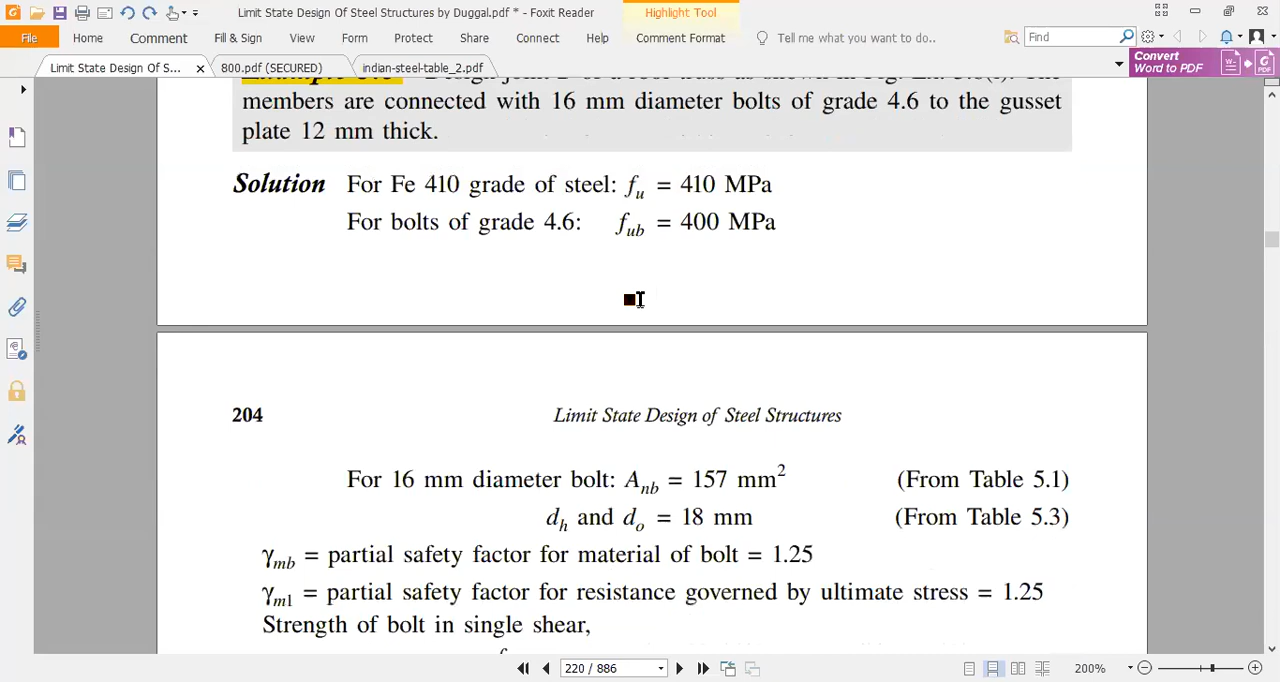 Limit State Design Of Steel Structures by Duggal.pdf * - Foxit Reader
Highlight Tool
File
Home
Comment
Fill & Sign
View
Form
Protect
Share
Connect
Help
Comment Format
Tell me what you want to do..
Find
Limit State Design Of S...
800.pdf (SECURED)
indian-steel-table_2.pdf
Convert
Word to PDF
members are connected with 16 mm diameter bolts of grade 4.6 to the gusset
plate 12 mm thick.
Solution For Fe 410 grade of steel: fu = 410 MPa
For bolts of grade 4.6: fub = 400 MPa
204 Limit State Design of Steel Structures
For 16 mm diameter bolt: Anb = 157 mm2 (From Table 5.1)
dh and do = 18 mm (From Table 5.3)
γmb = partial safety factor for material of bolt = 1.25
γml = partial safety factor for resistance governed by ultimate stress = 1.25
Strength of bolt in single shear,
220 / 886
200%